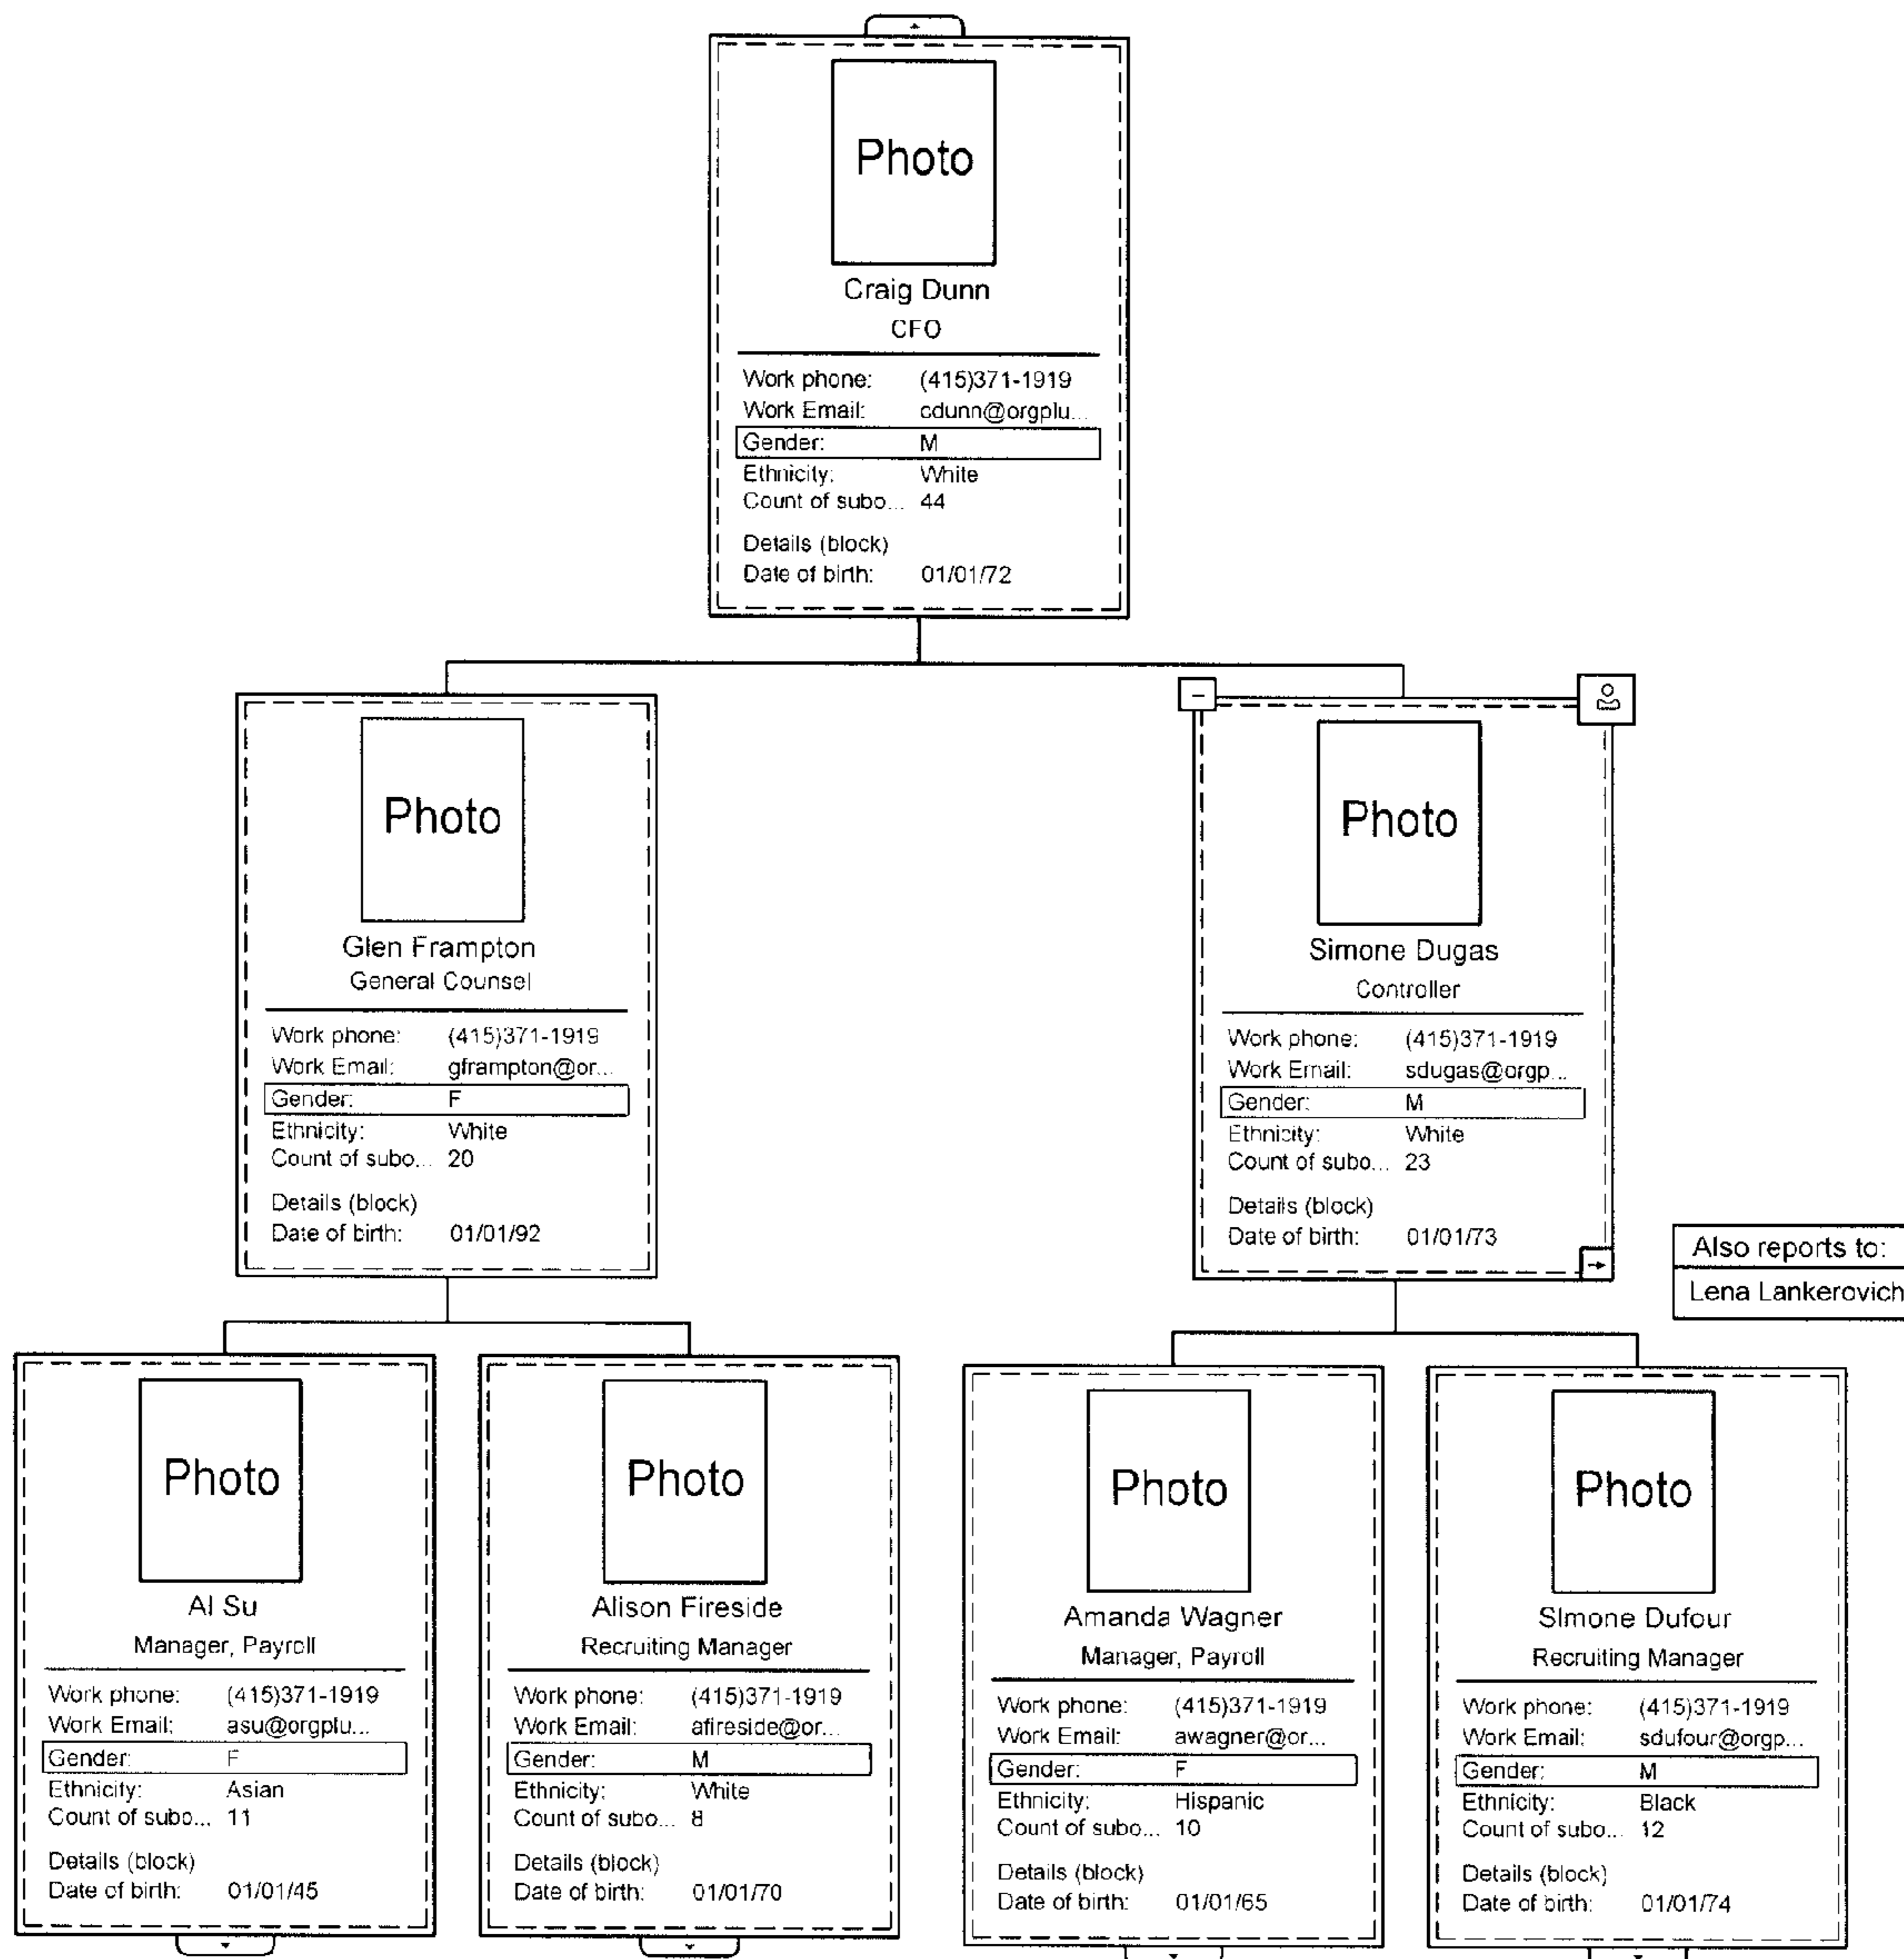 Photo
Craig Dunn
CFO
Work phone: (415)371-1919
Work Email: cdunn@orgplu...
Gender: M
Ethnicity: White
Count of subo... 44
Details (block)
Date of birth: 01/01/72
Photo
Glen Frampton
General Counsel
Work phone: (415)371-1919
Work Email: gframpton@or...
Gender: F
Ethnicity: White
Count of subo... 20
Details (block)
Date of birth: 01/01/92
Photo
Simone Dugas
Controller
Work phone: (415)371-1919
Work Email: sdugas@orgp...
Gender: M
Ethnicity: White
Count of subo... 23
Details (block)
Date of birth: 01/01/73
Also reports to:
Lena Lankerovich
Photo
Al Su
Manager, Payroll
Work phone: (415)371-1919
Work Email: asu@orgplu...
Gender: F
Ethnicity: Asian
Count of subo... 11
Details (block)
Date of birth: 01/01/45
Photo
Alison Fireside
Recruiting Manager
Work phone: (415)371-1919
Work Email: afireside@or...
Gender: M
Ethnicity: White
Count of subo... 8
Details (block)
Date of birth: 01/01/70
Photo
Amanda Wagner
Manager, Payroll
Work phone: (415)371-1919
Work Email: awagner@or...
Gender: F
Ethnicity: Hispanic
Count of subo... 10
Details (block)
Date of birth: 01/01/65
Photo
SImone Dufour
Recruiting Manager
Work phone: (415)371-1919
Work Email: sdufour@orgp...
Gender: M
Ethnicity: Black
Count of subo... 12
Details (block)
Date of birth: 01/01/74